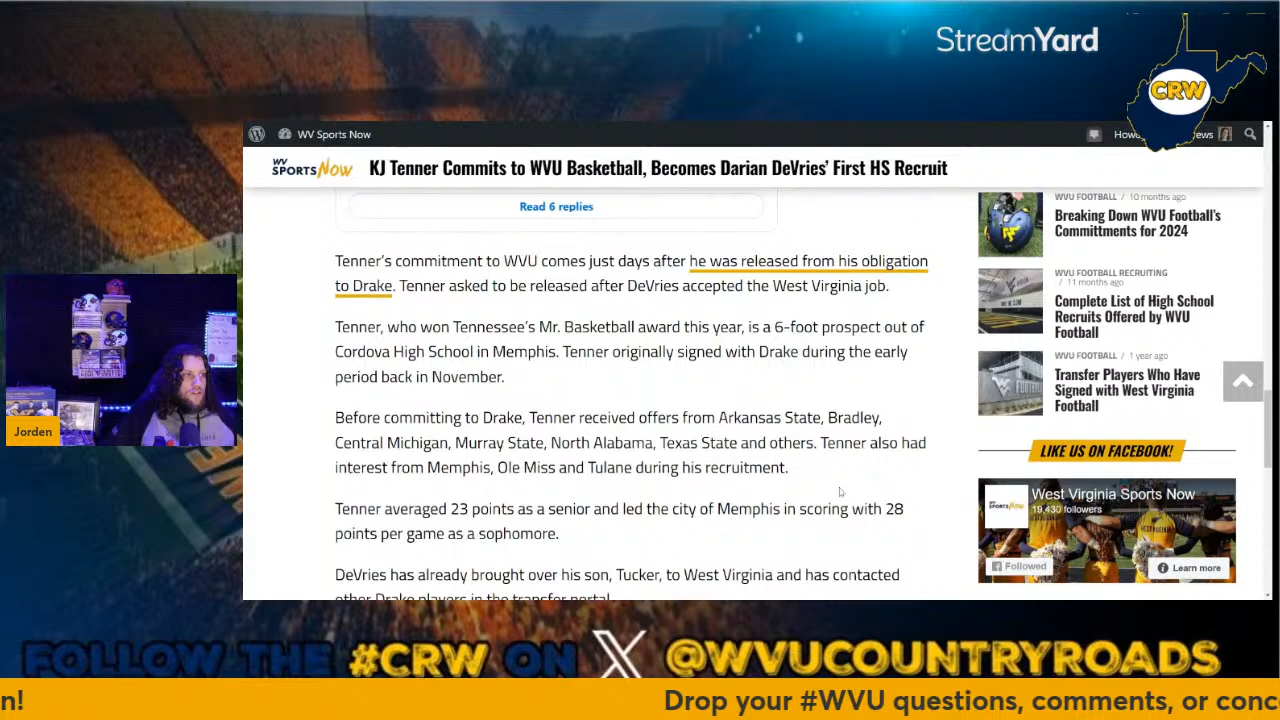 StreamYard
CRW
WV Sports Now
WV SPORTS NOW
KJ Tenner Commits to WVU Basketball, Becomes Darian DeVries' First HS Recruit
Read 6 replies
Tenner's commitment to WVU comes just days after he was released from his obligation
to Drake. Tenner asked to be released after DeVries accepted the West Virginia job.
Tenner, who won Tennessee's Mr. Basketball award this year, is a 6-foot prospect out of
Cordova High School in Memphis. Tenner originally signed with Drake during the early
period back in November.
Before committing to Drake, Tenner received offers from Arkansas State, Bradley,
Central Michigan, Murray State, North Alabama, Texas State and others. Tenner also had
interest from Memphis, Ole Miss and Tulane during his recruitment.
Tenner averaged 23 points as a senior and led the city of Memphis in scoring with 28
points per game as a sophomore.
DeVries has already brought over his son, Tucker, to West Virginia and has contacted
other Drake players in the transfer portal.
WVU FOOTBALL / 10 months ago
Breaking Down WVU Football's
Committments for 2024
WVU FOOTBALL RECRUITING
/ 11 months ago
Complete List of High School
Recruits Offered by WVU
Football
WVU FOOTBALL / 1 year ago
Transfer Players Who Have
Signed with West Virginia
Football
LIKE US ON FACEBOOK!
West Virginia Sports Now
19,430 followers
Followed
Learn more
Jorden
FOLLOW THE #CRW ON X @WVUCOUNTRYROADS
n! Drop your #WVU questions, comments, or conc